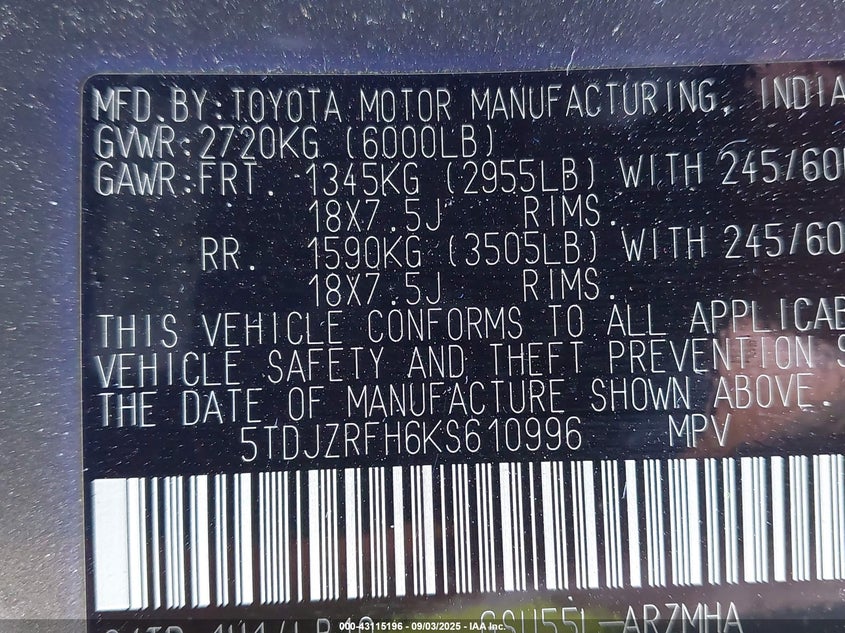 MFD.BY:TOYOTA MOTOR MANUFACTURING, INDIA
GVWR:2720KG (6000LB)
GAWR:FRT. 1345KG (2955LB) WITH 245/60
18X7.5J RIMS.
RR. 1590KG (3505LB) WITH 245/60
18X7.5J RIMS.
THIS VEHICLE CONFORMS TO ALL APPLICAB
VEHICLE SAFETY AND THEFT PREVENTION S
THE DATE OF MANUFACTURE SHOWN ABOVE.
5TDJZRFH6KS610996 MPV
GSU55L-ARZMHA
000-43115196 - 09/03/2025 - IAA, Inc.